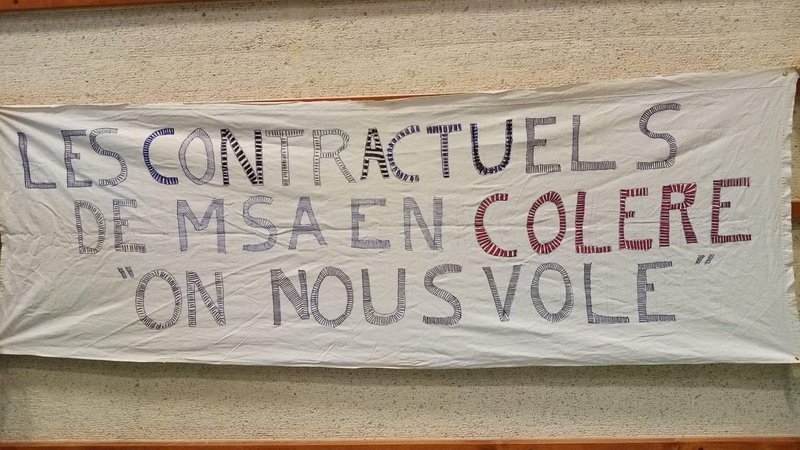 LES CONTRACTUELS
DE MSA EN COLERE
"ON NOUS VOLE"